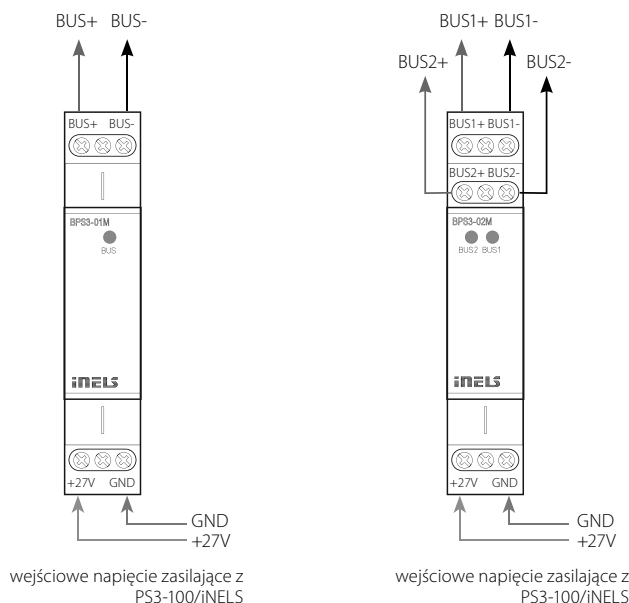 BUS+ BUS-
BUS+ BUS-
BPS3-01M
BUS
iNELS
+27V GND
GND
+27V
wejściowe napięcie zasilające z
PS3-100/iNELS
BUS1+ BUS1-
BUS2+ BUS2-
BUS1+ BUS1-
BUS2+ BUS2-
BPS3-02M
BUS2 BUS1
iNELS
+27V GND
GND
+27V
wejściowe napięcie zasilające z
PS3-100/iNELS